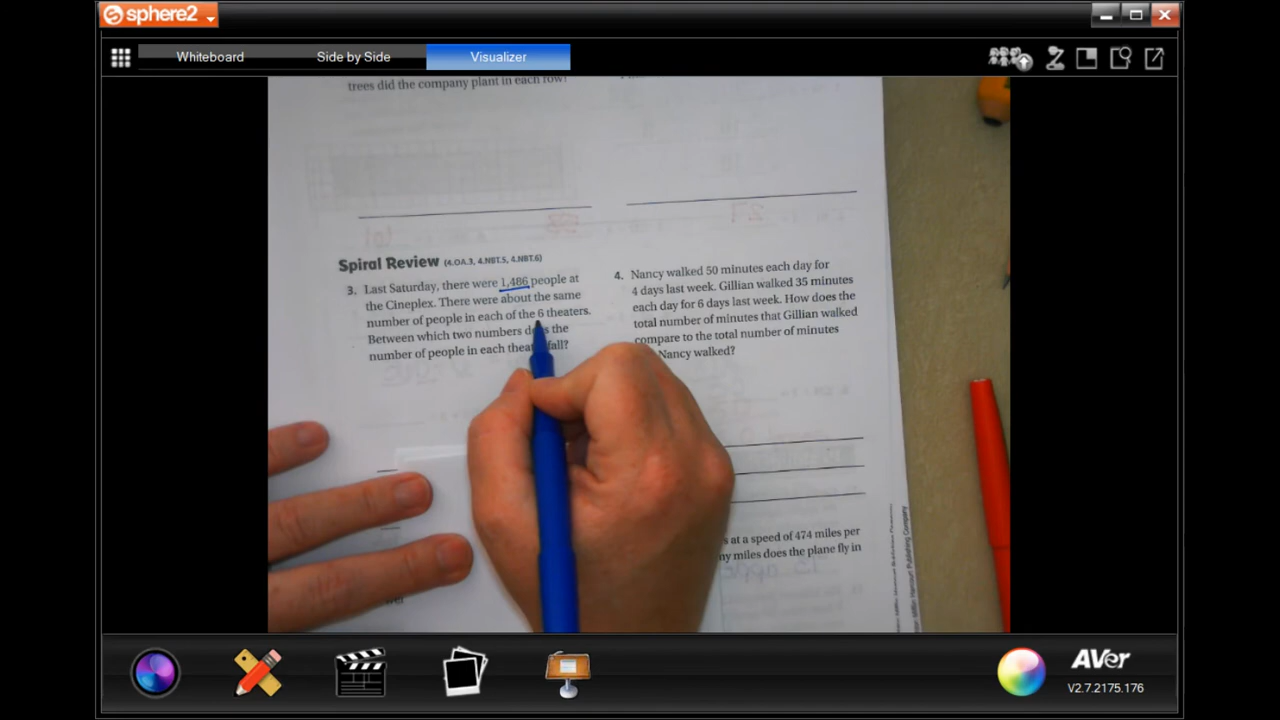 sphere2
Whiteboard
Side by Side
Visualizer
trees did the company plant in each row?
Spiral Review (4.OA.3, 4.NBT.5, 4.NBT.6)
3. Last Saturday, there were 1,486 people at
the Cineplex. There were about the same
number of people in each of the 6 theaters.
Between which two numbers does the
number of people in each theater fall?
4. Nancy walked 50 minutes each day for
4 days last week. Gillian walked 35 minutes
each day for 6 days last week. How does the
total number of minutes that Gillian walked
compare to the total number of minutes
Nancy walked?
at a speed of 474 miles per
miles does the plane fly in
Publishing Company
AVer
V2.7.2175.176